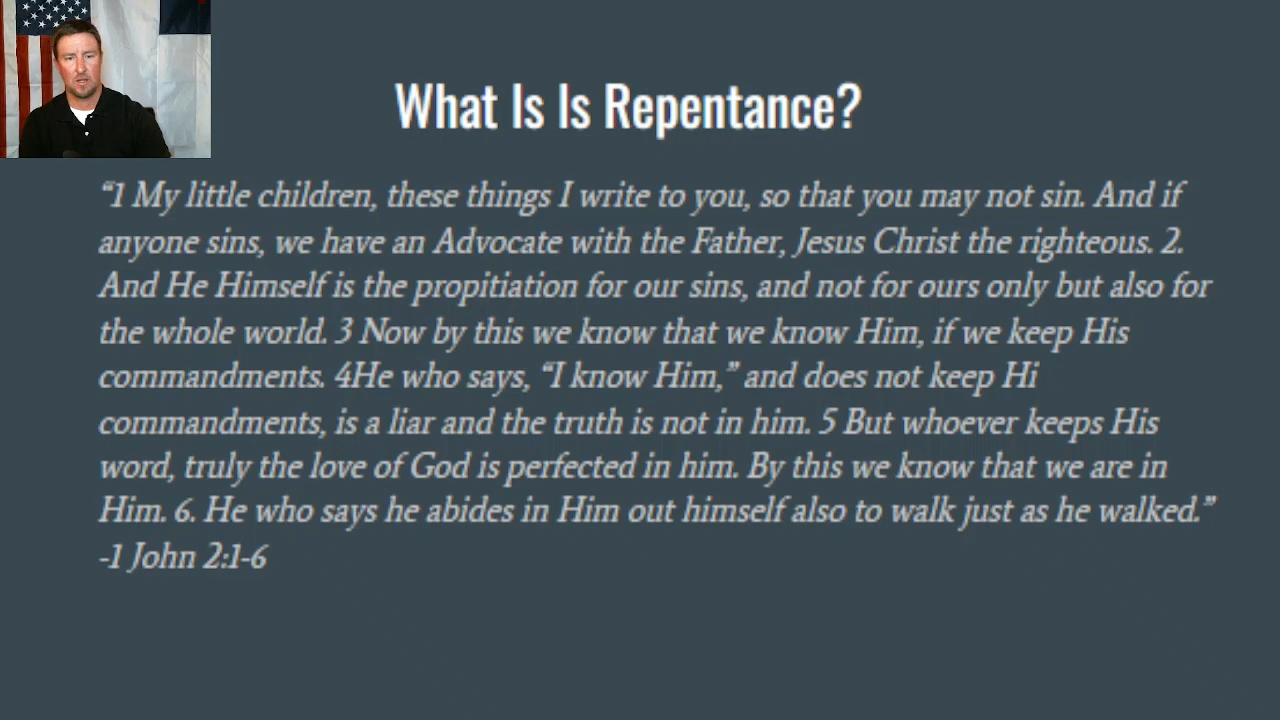 What Is Is Repentance?
“1 My little children, these things I write to you, so that you may not sin. And if
anyone sins, we have an Advocate with the Father, Jesus Christ the righteous. 2.
And He Himself is the propitiation for our sins, and not for ours only but also for
the whole world. 3 Now by this we know that we know Him, if we keep His
commandments. 4He who says, “I know Him,” and does not keep Hi
commandments, is a liar and the truth is not in him. 5 But whoever keeps His
word, truly the love of God is perfected in him. By this we know that we are in
Him. 6. He who says he abides in Him out himself also to walk just as he walked.”
-1 John 2:1-6